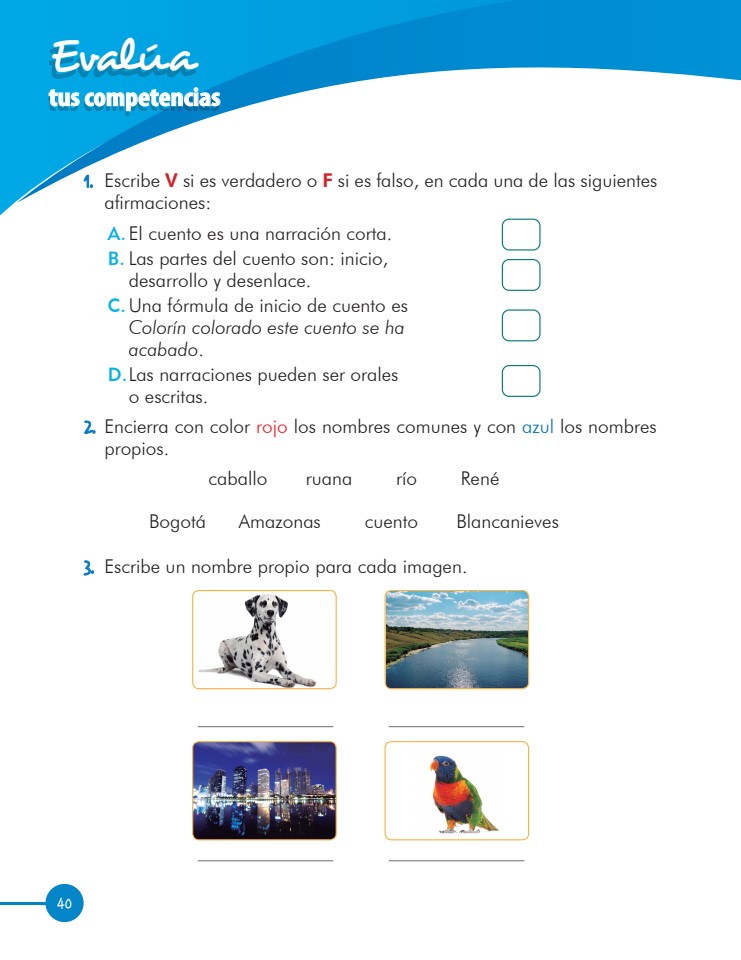 Evalúa
tus competencias
1. Escribe V si es verdadero o F si es falso, en cada una de las siguientes
afirmaciones:
A. El cuento es una narración corta.
B. Las partes del cuento son: inicio,
desarrollo y desenlace.
C. Una fórmula de inicio de cuento es
Colorín colorado este cuento se ha
acabado.
D. Las narraciones pueden ser orales
o escritas.
2. Encierra con color rojo los nombres comunes y con azul los nombres
propios.
caballo ruana río René
Bogotá Amazonas cuento Blancanieves
3. Escribe un nombre propio para cada imagen.
40